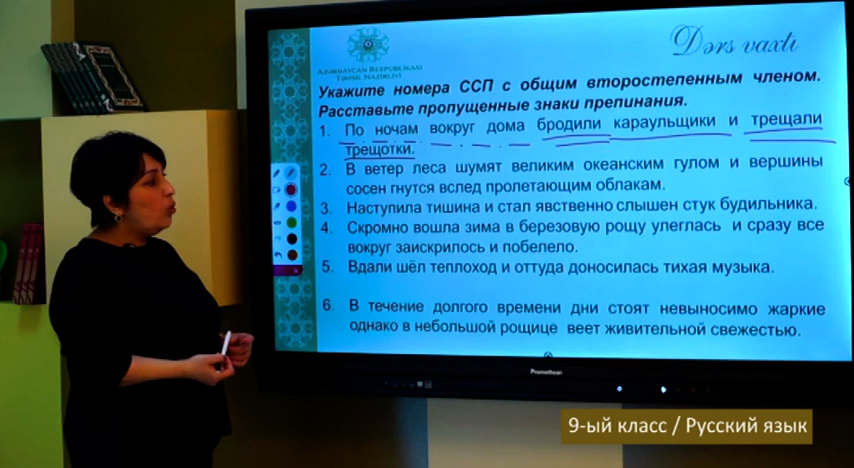 AZƏRBAYCAN RESPUBLİKASI
TƏHSİL NAZİRLİYİ
Dərs vaxtı
Укажите номера ССП с общим второстепенным членом.
Расставьте пропущенные знаки препинания.
1. По ночам вокруг дома бродили караульщики и трещали
трещотки.
2. В ветер леса шумят великим океанским гулом и вершины
сосен гнутся вслед пролетающим облакам.
3. Наступила тишина и стал явственно слышен стук будильника.
4. Скромно вошла зима в березовую рощу улеглась и сразу все
вокруг заискрилось и побелело.
5. Вдали шёл теплоход и оттуда доносилась тихая музыка.
6. В течение долгого времени дни стоят невыносимо жаркие
однако в небольшой рощице веет живительной свежестью.
Promethean
9-ый класс / Русский язык